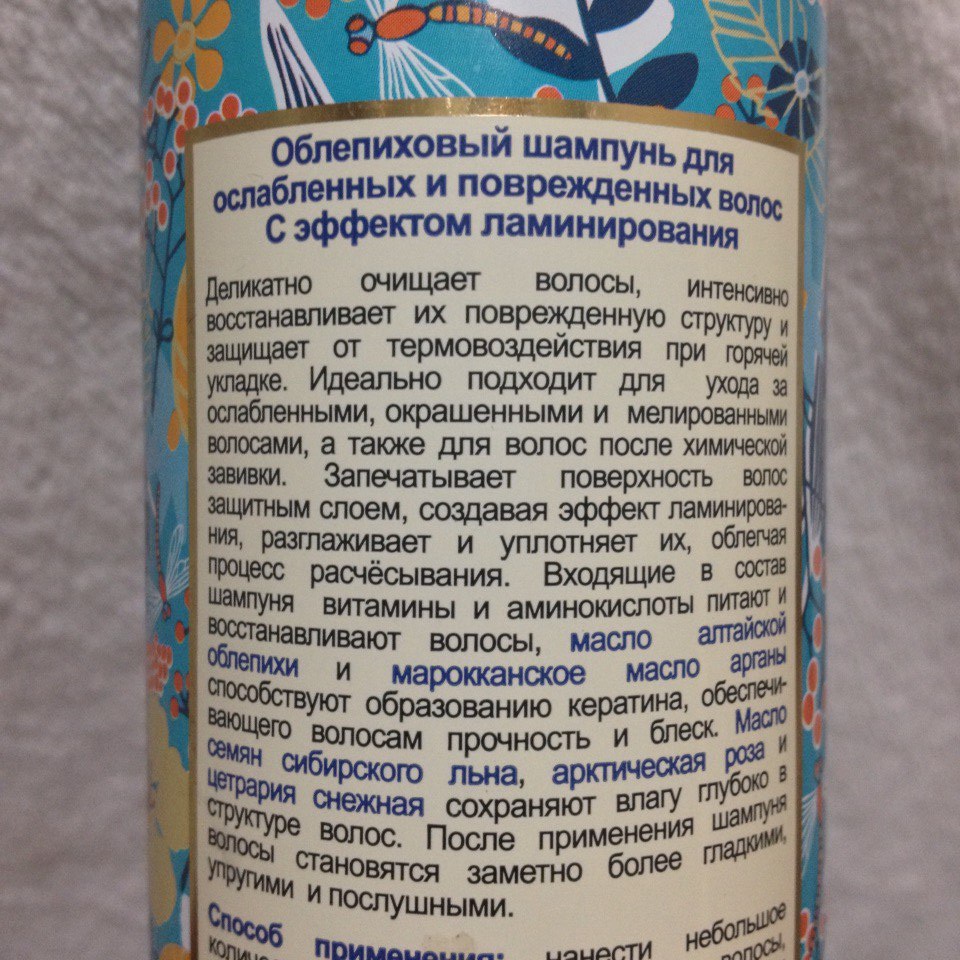 Облепиховый шампунь для
ослабленных и поврежденных волос
С эффектом ламинирования
Деликатно очищает волосы, интенсивно
восстанавливает их поврежденную структуру и
защищает от термовоздействия при горячей
укладке. Идеально подходит для ухода за
ослабленными, окрашенными и мелированными
волосами, а также для волос после химической
завивки. Запечатывает поверхность волос
защитным слоем, создавая эффект ламинирова-
ния, разглаживает и уплотняет их, облегчая
процесс расчёсывания. Входящие в состав
шампуня витамины и аминокислоты питают и
восстанавливают волосы, масло алтайской
облепихи и марокканское масло арганы
способствуют образованию кератина, обеспечи-
вающего волосам прочность и блеск. Масло
семян сибирского льна, арктическая роза и
цетрария снежная сохраняют влагу глубоко в
структуре волос. После применения шампуня
волосы становятся заметно более гладкими,
упругими и послушными.
Способ применения: нанести небольшое
волосы,